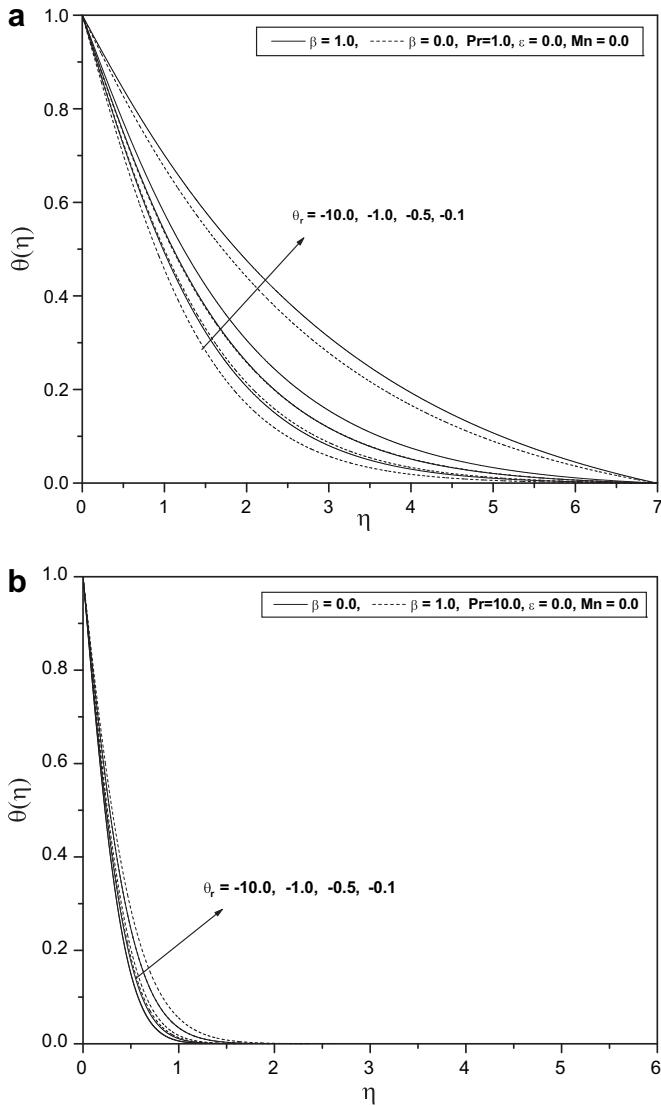 a
β = 1.0, β = 0.0, Pr=1.0, ε = 0.0, Mn = 0.0
1.0
0.8
0.6
0.4
0.2
0.0
θ(η)
θr = -10.0, -1.0, -0.5, -0.1
0 1 2 3 4 5 6 7
η
b
β = 0.0, β = 1.0, Pr=10.0, ε = 0.0, Mn = 0.0
1.0
0.8
0.6
0.4
0.2
0.0
θ(η)
θr = -10.0, -1.0, -0.5, -0.1
0 1 2 3 4 5 6
η